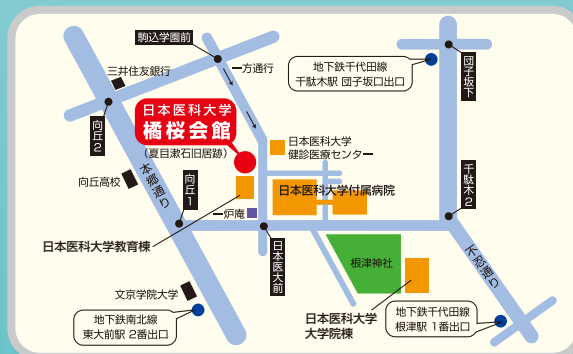 駒込学園前
三井住友銀行
一方通行
地下鉄千代田線
千駄木駅 団子坂口出口
団子坂下
日本医科大学
橘桜会館
(夏目漱石旧居跡)
向丘2
日本医科大学
健診医療センター
向丘高校
本郷通り
向丘1
日本医科大学付属病院
千駄木2
一炉庵
日本医科大学教育棟
日本医大前
根津神社
不忍通り
文京学院大学
地下鉄南北線
東大前駅 2番出口
日本医科大学
大学院棟
地下鉄千代田線
根津駅 1番出口